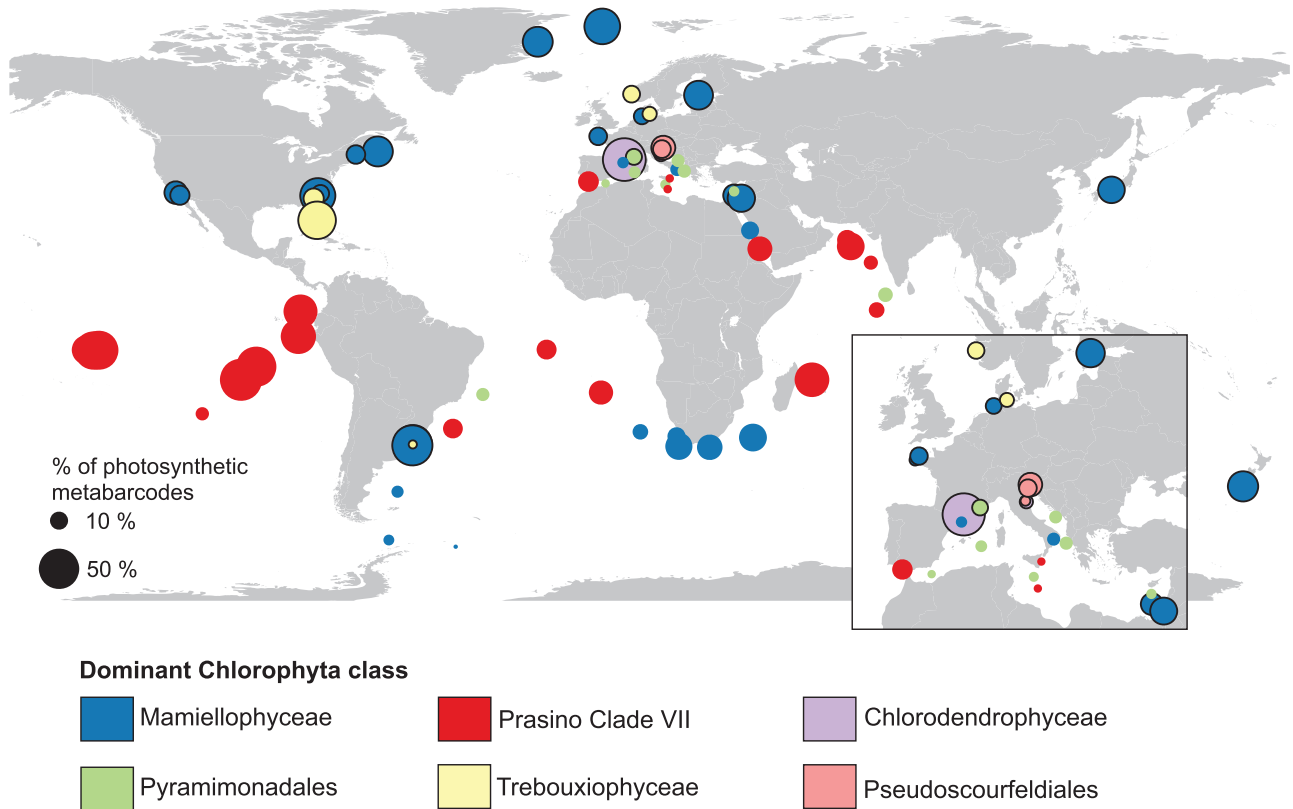 % of photosynthetic
metabarcodes
10 %
50 %
Dominant Chlorophyta class
Mamiellophyceae
Prasino Clade VII
Chlorodendrophyceae
Pyramimonadales
Trebouxiophyceae
Pseudoscourfeldiales